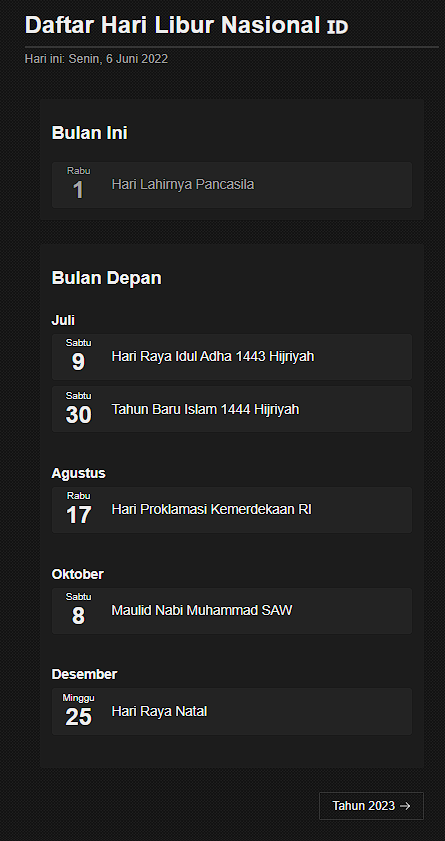 Daftar Hari Libur Nasional ID
Hari ini: Senin, 6 Juni 2022
Bulan Ini
Rabu
1
Hari Lahirnya Pancasila
Bulan Depan
Juli
Sabtu
9
Hari Raya Idul Adha 1443 Hijriyah
Sabtu
30
Tahun Baru Islam 1444 Hijriyah
Agustus
Rabu
17
Hari Proklamasi Kemerdekaan RI
Oktober
Sabtu
8
Maulid Nabi Muhammad SAW
Desember
Minggu
25
Hari Raya Natal
Tahun 2023 →